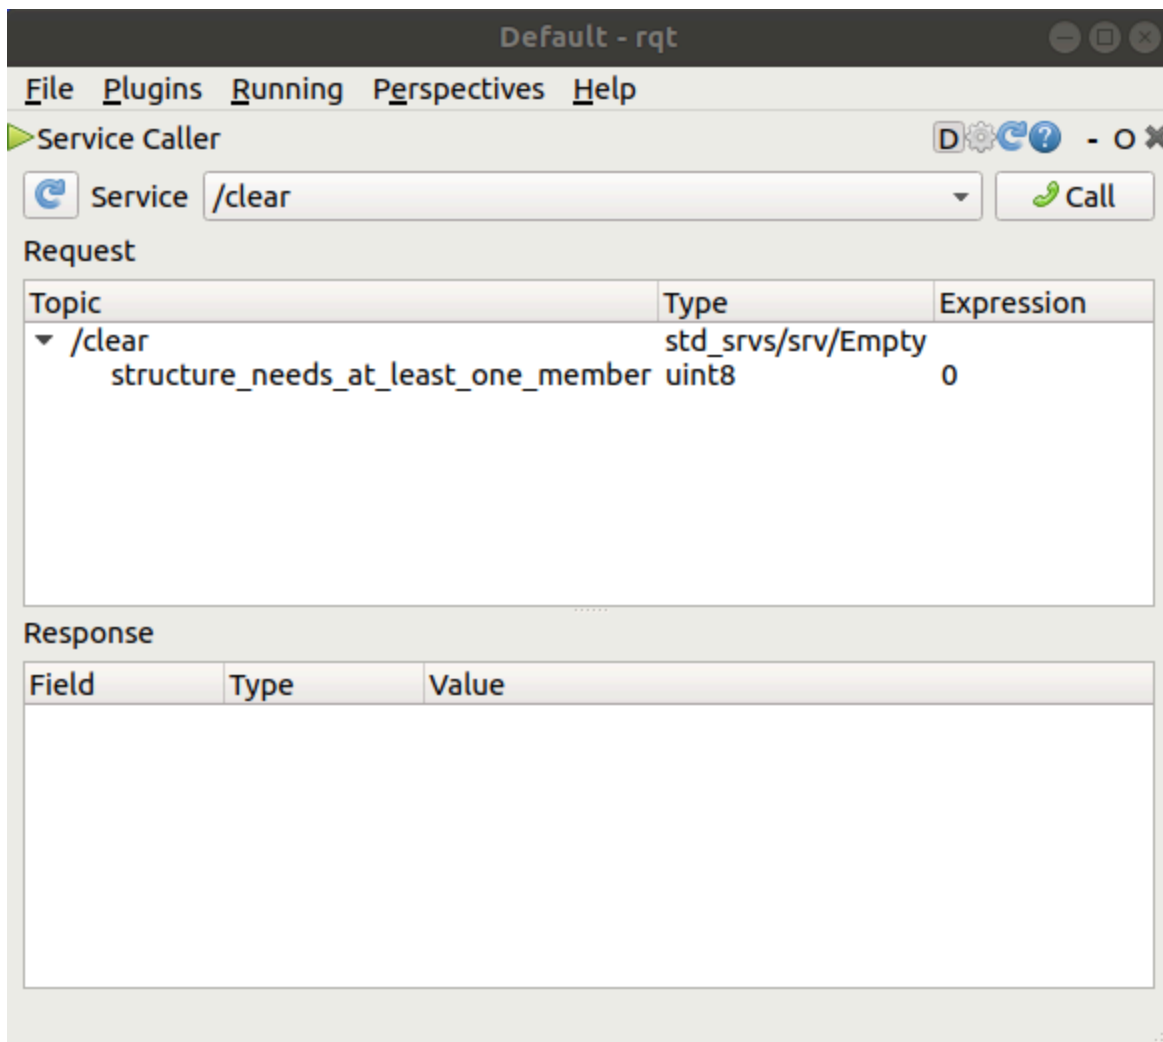 Default - rqt
File Plugins Running Perspectives Help
Service Caller D ? - O
Service /clear Call
Request
Topic Type Expression
/clear std_srvs/srv/Empty
structure_needs_at_least_one_member uint8 0
Response
Field Type Value